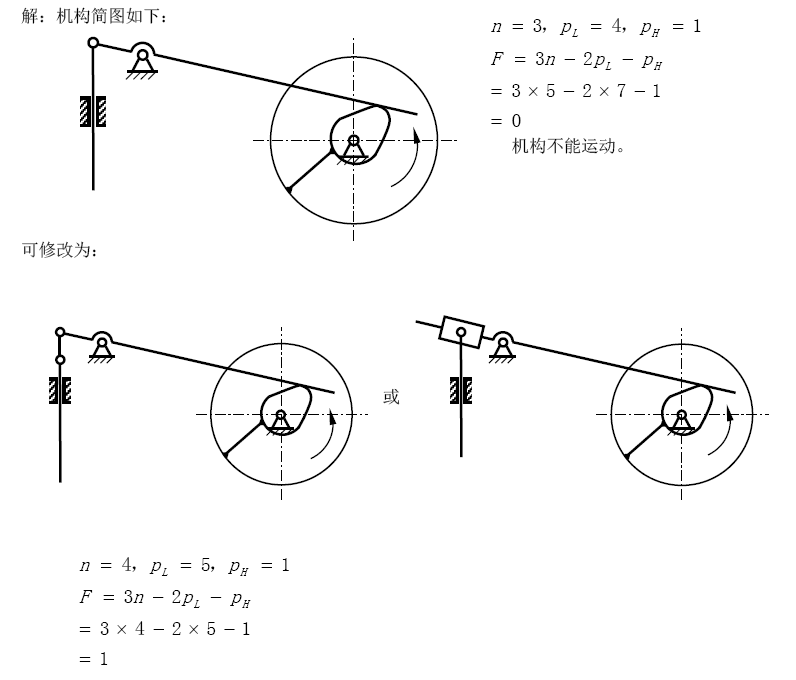 解：机构简图如下：
n = 3， p_L = 4， p_H = 1
F = 3n − 2p_L − p_H
= 3 × 5 − 2 × 7 − 1
= 0
机构不能运动。
可修改为：
或
n = 4， p_L = 5， p_H = 1
F = 3n − 2p_L − p_H
= 3 × 4 − 2 × 5 − 1
= 1